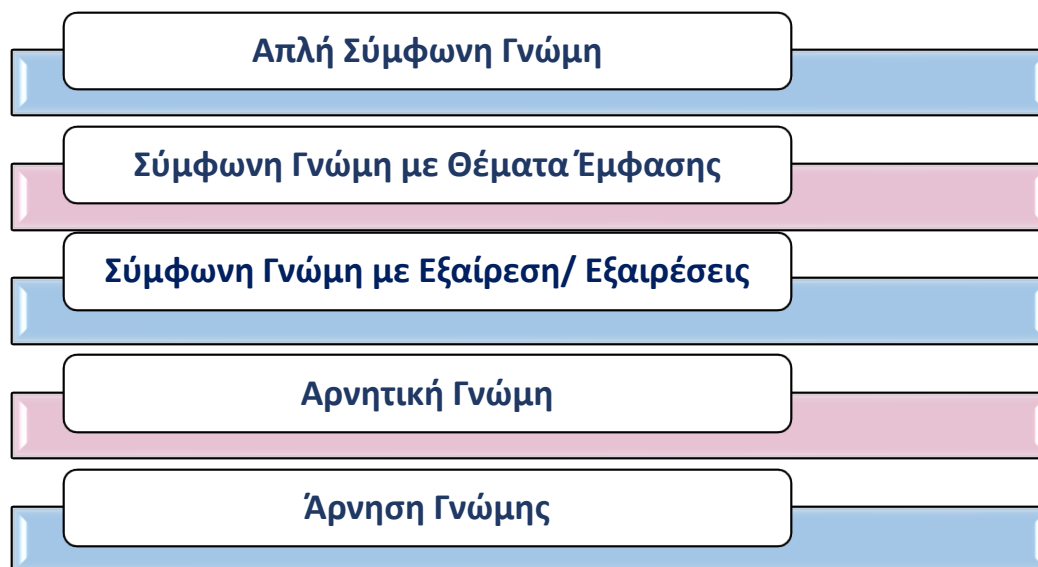 Απλή Σύμφωνη Γνώμη
Σύμφωνη Γνώμη με Θέματα Έμφασης
Σύμφωνη Γνώμη με Εξαίρεση/ Εξαιρέσεις
Αρνητική Γνώμη
Άρνηση Γνώμης